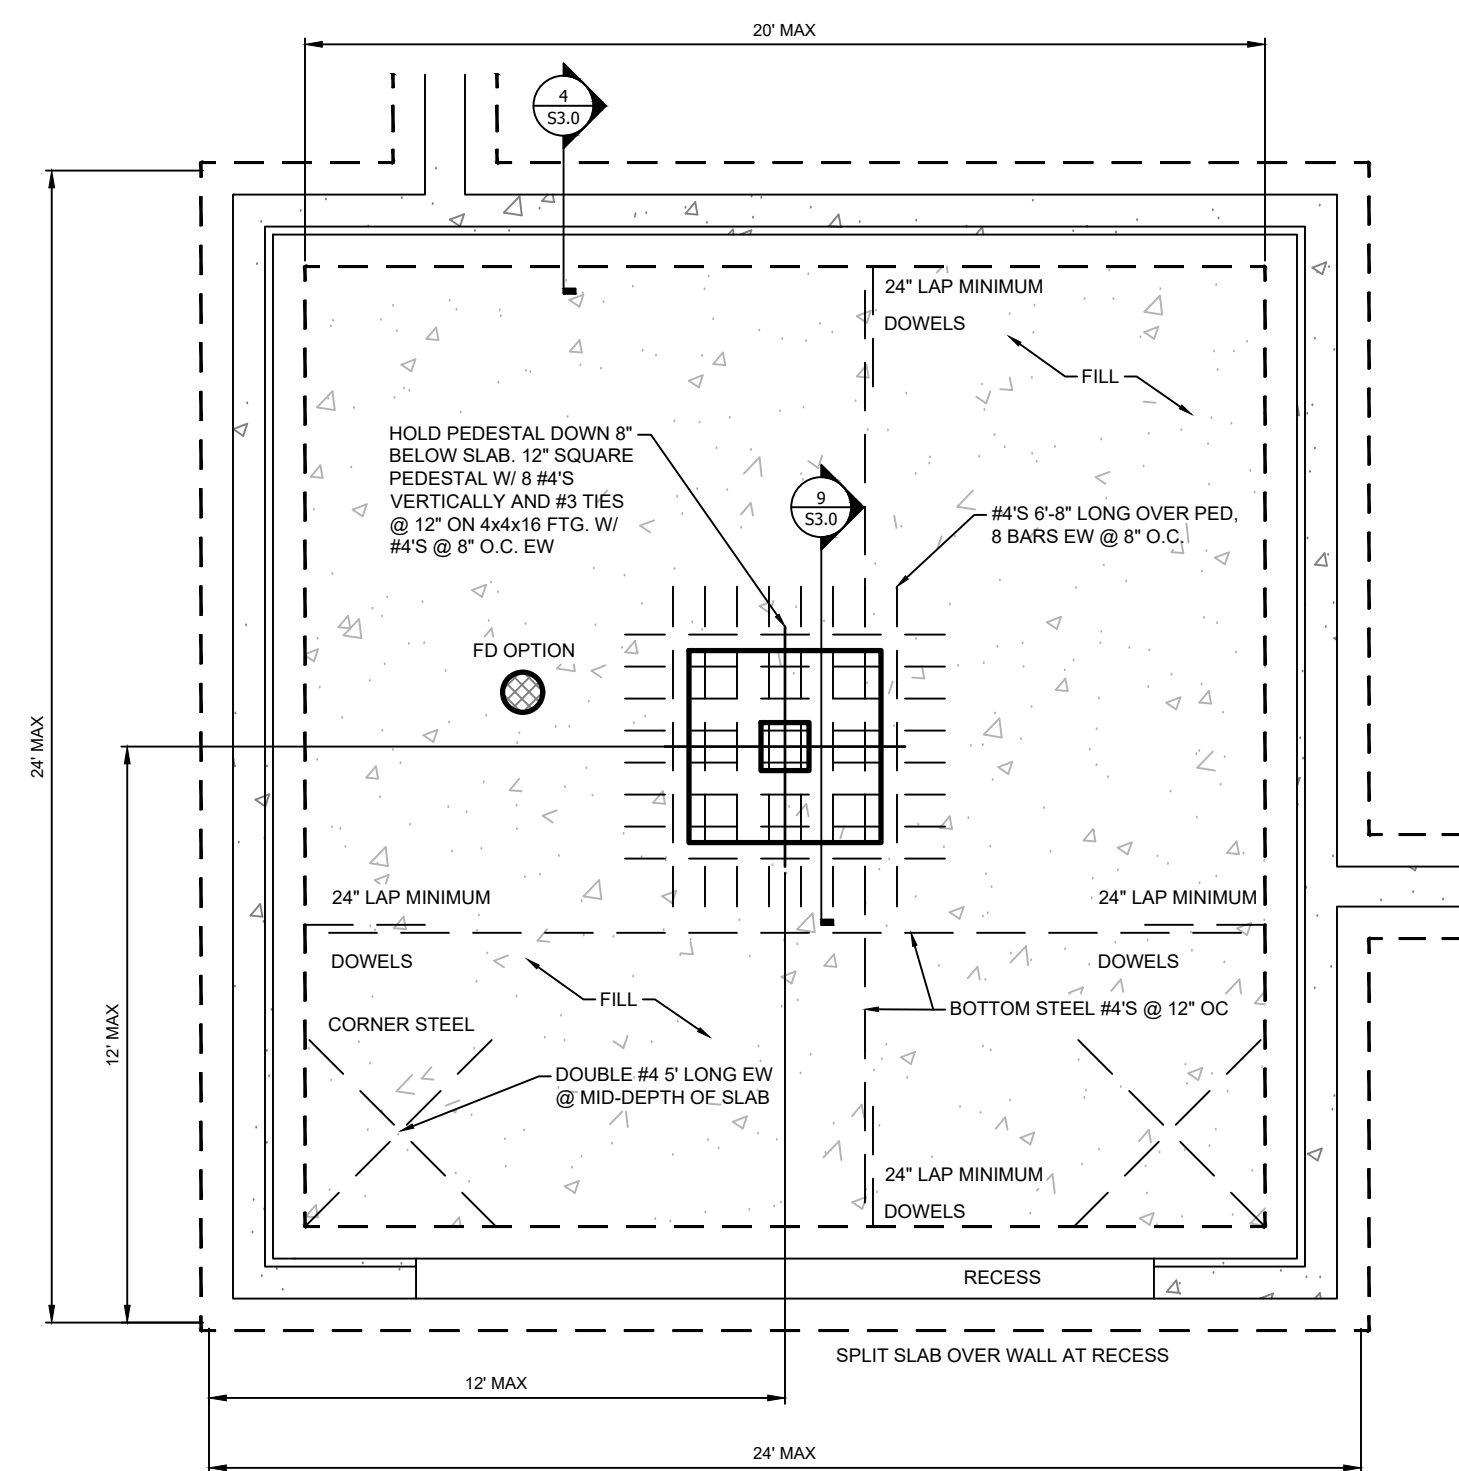 20' MAX
4
S3.0
24" LAP MINIMUM
DOWELS
FILL
HOLD PEDESTAL DOWN 8"
BELOW SLAB. 12" SQUARE
PEDESTAL W/ 8 #4'S
VERTICALLY AND #3 TIES
@ 12" ON 4x4x16 FTG. W/
#4'S @ 8" O.C. EW
9
S3.0
#4'S 6'-8" LONG OVER PED,
8 BARS EW @ 8" O.C.
FD OPTION
24' MAX
12' MAX
24" LAP MINIMUM
DOWELS
24" LAP MINIMUM
DOWELS
FILL
BOTTOM STEEL #4'S @ 12" OC
CORNER STEEL
DOUBLE #4 5' LONG EW
@ MID-DEPTH OF SLAB
24" LAP MINIMUM
DOWELS
RECESS
SPLIT SLAB OVER WALL AT RECESS
12' MAX
24' MAX